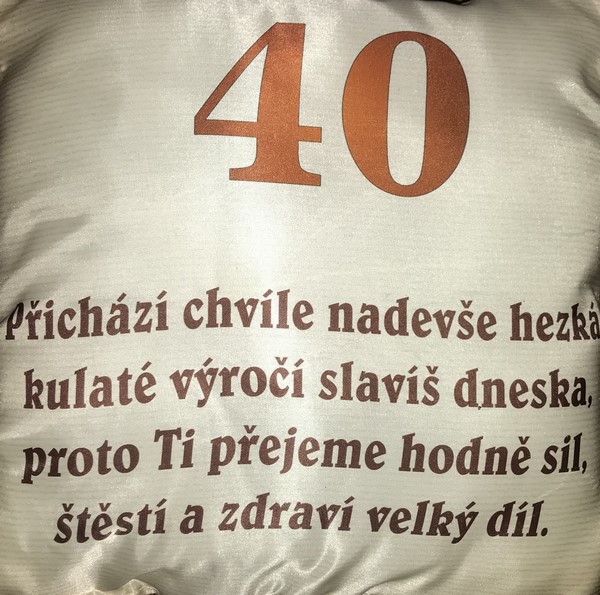 40
Přichází chvíle nadevše hezká
kulaté výročí slavíš dneska,
proto Ti přejeme hodně sil,
štěstí a zdraví velký díl.